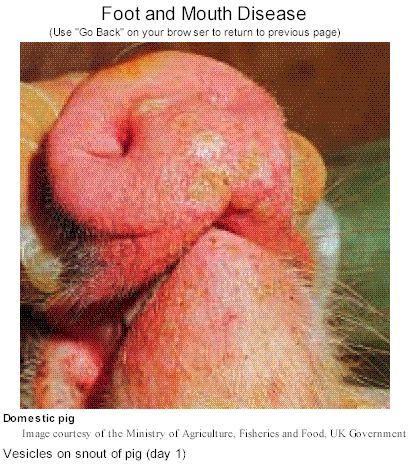 Foot and Mouth Disease
(Use "Go Back" on your browser to return to previous page)
Domestic pig
Image courtesy of the Ministry of Agriculture, Fisheries and Food, UK Government
Vesicles on snout of pig (day 1)